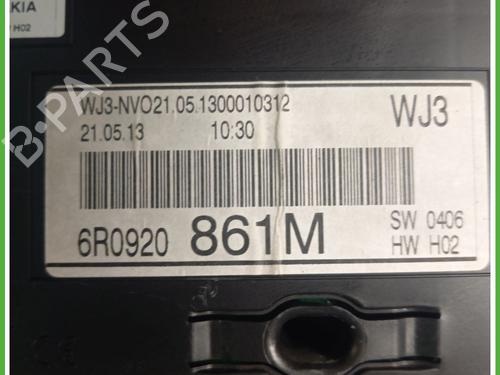 KIA
H02
WJ3-NVO21.05.1300010312
21.05.13 10:30
WJ3
6R0920 861M
SW 0406
HW H02
B-PARTS